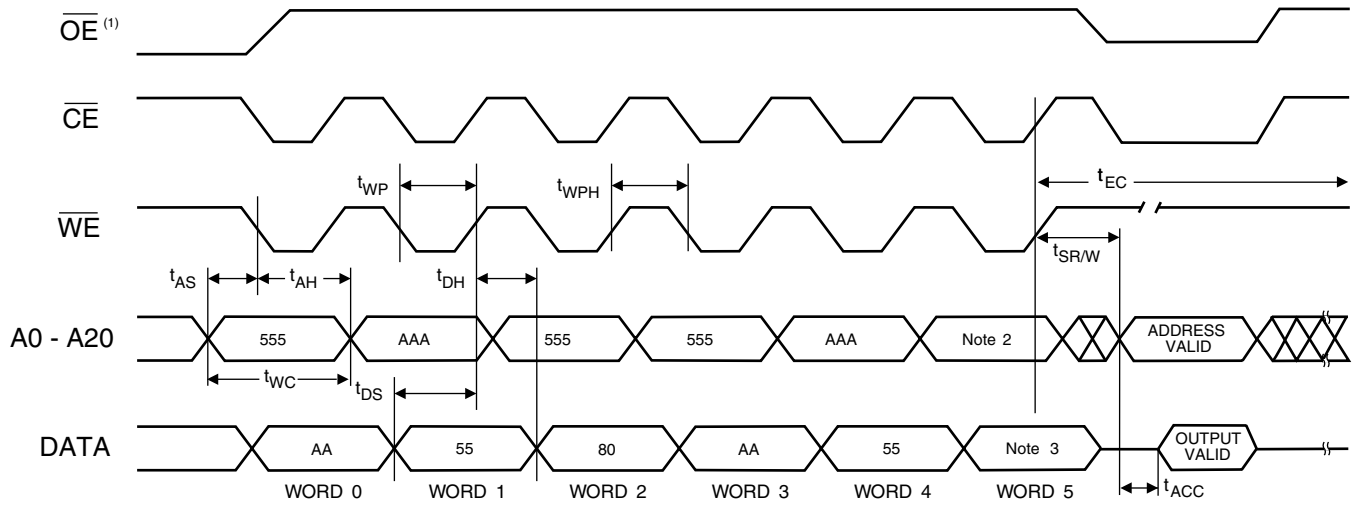 OE (1)
CE
tWP
tWPH
tEC
WE
tSR/W
tAS
tAH
tDH
A0 - A20
555
AAA
555
555
AAA
Note 2
ADDRESS
VALID
tWC
tDS
DATA
AA
55
80
AA
55
Note 3
OUTPUT
VALID
WORD 0
WORD 1
WORD 2
WORD 3
WORD 4
WORD 5
tACC